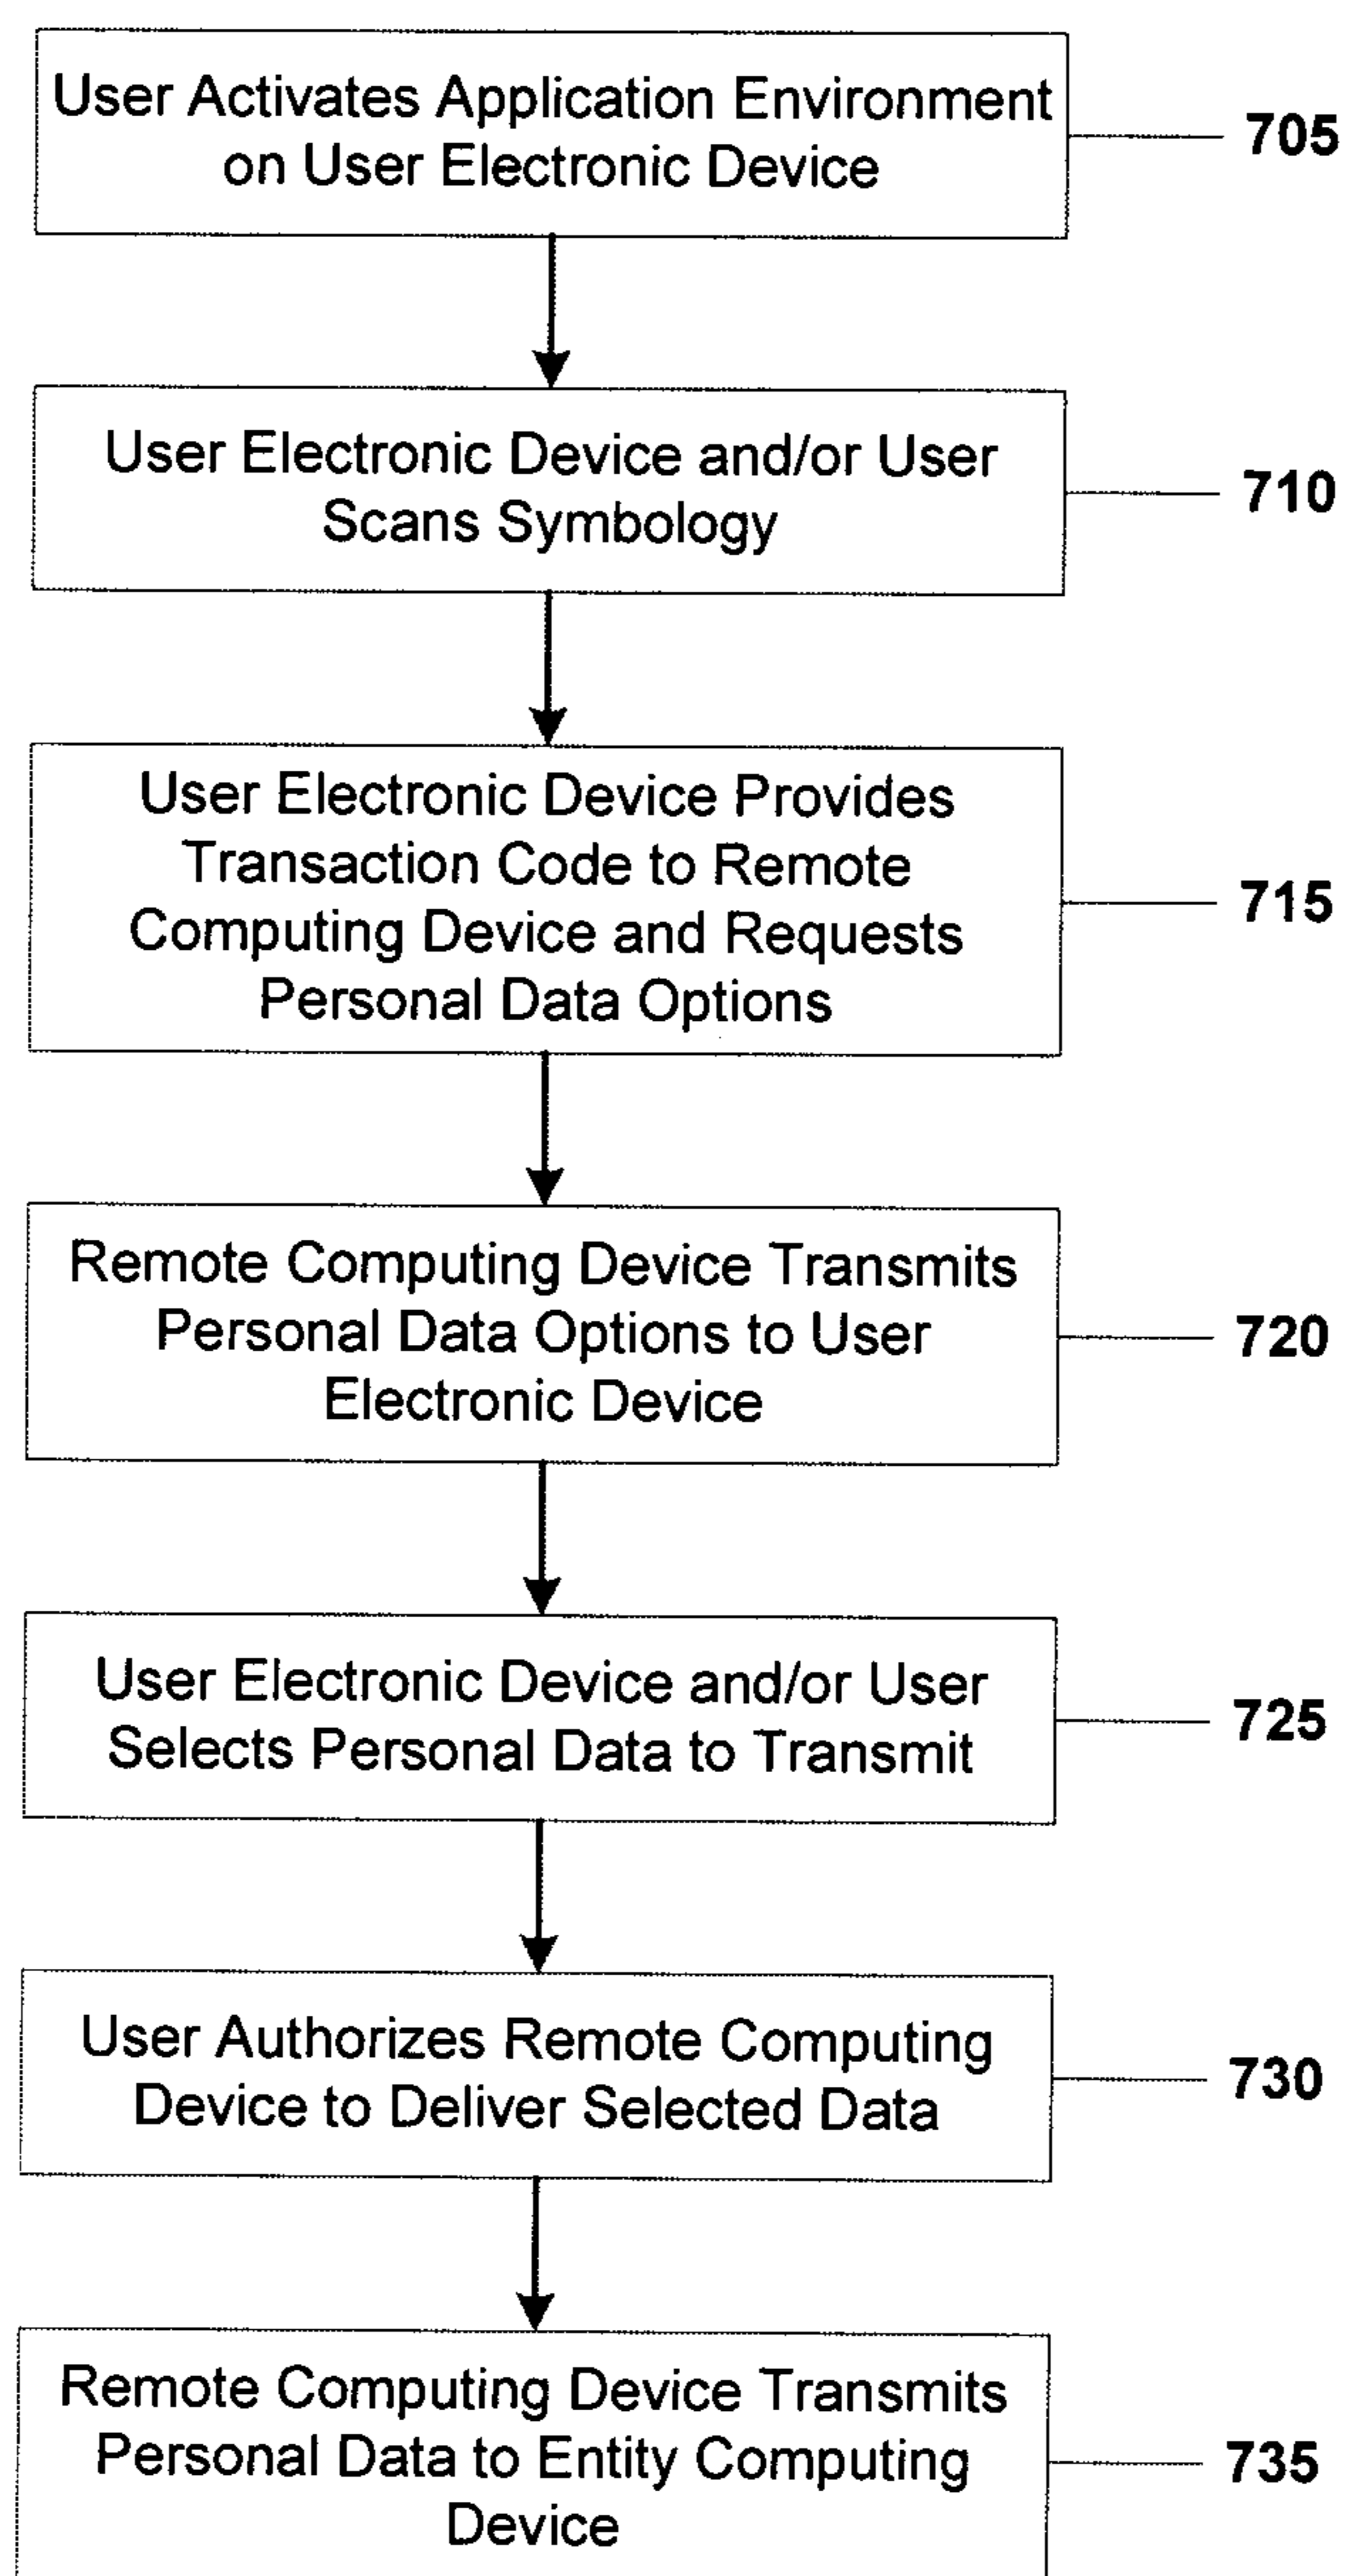 User Activates Application Environment
on User Electronic Device
705
User Electronic Device and/or User
Scans Symbology
710
User Electronic Device Provides
Transaction Code to Remote
Computing Device and Requests
Personal Data Options
715
Remote Computing Device Transmits
Personal Data Options to User
Electronic Device
720
User Electronic Device and/or User
Selects Personal Data to Transmit
725
User Authorizes Remote Computing
Device to Deliver Selected Data
730
Remote Computing Device Transmits
Personal Data to Entity Computing
Device
735